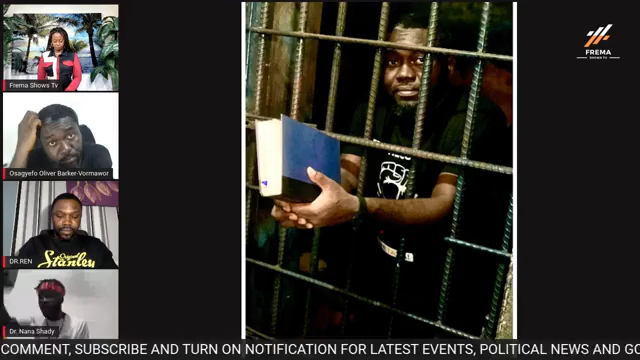 FREMA
SHOWS TV
Frema Shows Tv
Osagyefo Oliver Barker-Vormawor
DR.REN
Original
Stanley
Dr. Nana Shady
COMMENT, SUBSCRIBE AND TURN ON NOTIFICATION FOR LATEST EVENTS, POLITICAL NEWS AND GO